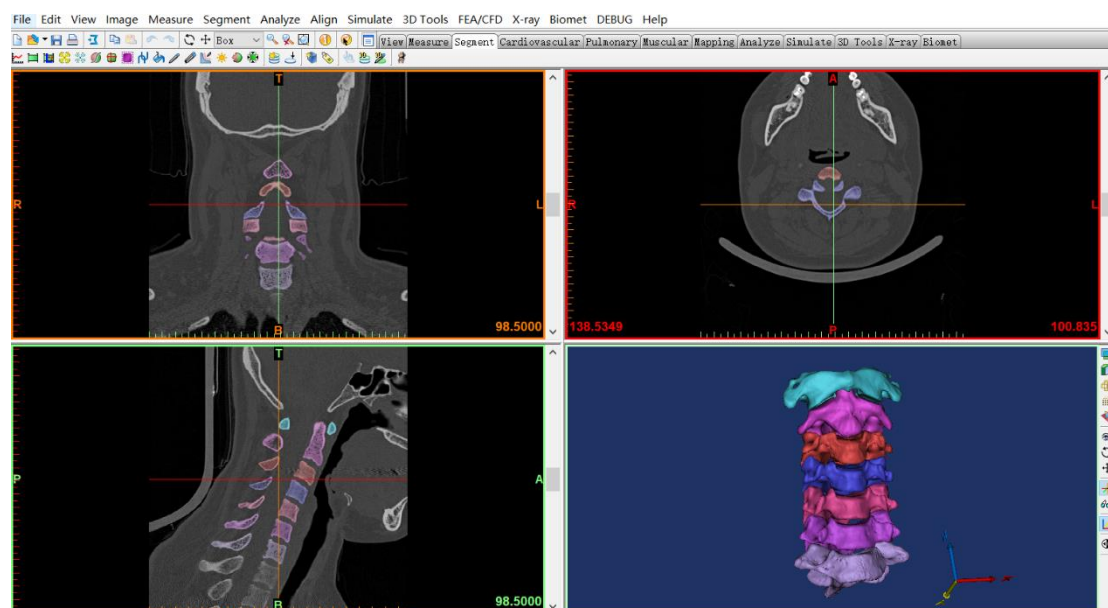 File Edit View Image Measure Segment Analyze Align Simulate 3D Tools FEA/CFD X-ray Biomet DEBUG Help
Box View Measure Segment Cardiovascular Pulmonary Muscular Mapping Analyze Simulate 3D Tools X-ray Biomet
T
R
L
B
98.5000
A
R
L
138.5349
P
100.835
T
P
A
B
98.5000